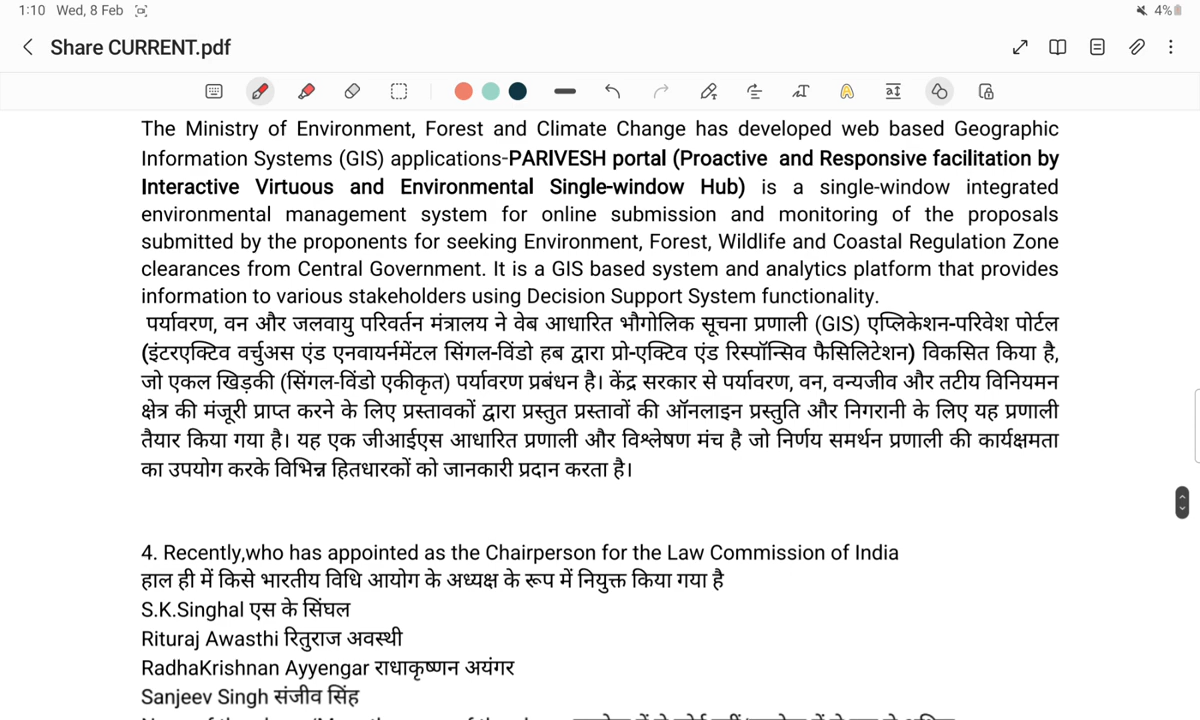 1:10 Wed, 8 Feb
4%
Share CURRENT.pdf
The Ministry of Environment, Forest and Climate Change has developed web based Geographic
Information Systems (GIS) applications-PARIVESH portal (Proactive and Responsive facilitation by
Interactive Virtuous and Environmental Single-window Hub) is a single-window integrated
environmental management system for online submission and monitoring of the proposals
submitted by the proponents for seeking Environment, Forest, Wildlife and Coastal Regulation Zone
clearances from Central Government. It is a GIS based system and analytics platform that provides
information to various stakeholders using Decision Support System functionality.
पर्यावरण, वन और जलवायु परिवर्तन मंत्रालय ने वेब आधारित भौगोलिक सूचना प्रणाली (GIS) एप्लिकेशन-परिवेश पोर्टल
(इंटरएक्टिव वर्चुअस एंड एनवायर्नमेंटल सिंगल-विंडो हब द्वारा प्रो-एक्टिव एंड रिस्पॉन्सिव फैसिलिटेशन) विकसित किया है,
जो एकल खिड़की (सिंगल-विंडो एकीकृत) पर्यावरण प्रबंधन है। केंद्र सरकार से पर्यावरण, वन, वन्यजीव और तटीय विनियमन
क्षेत्र की मंजूरी प्राप्त करने के लिए प्रस्तावकों द्वारा प्रस्तुत प्रस्तावों की ऑनलाइन प्रस्तुति और निगरानी के लिए यह प्रणाली
तैयार किया गया है। यह एक जीआईएस आधारित प्रणाली और विश्लेषण मंच है जो निर्णय समर्थन प्रणाली की कार्यक्षमता
का उपयोग करके विभिन्न हितधारकों को जानकारी प्रदान करता है।
4. Recently,who has appointed as the Chairperson for the Law Commission of India
हाल ही में किसे भारतीय विधि आयोग के अध्यक्ष के रूप में नियुक्त किया गया है
S.K.Singhal एस के सिंघल
Rituraj Awasthi रितुराज अवस्थी
RadhaKrishnan Ayyengar राधाकृष्णन अयंगर
Sanjeev Singh संजीव सिंह